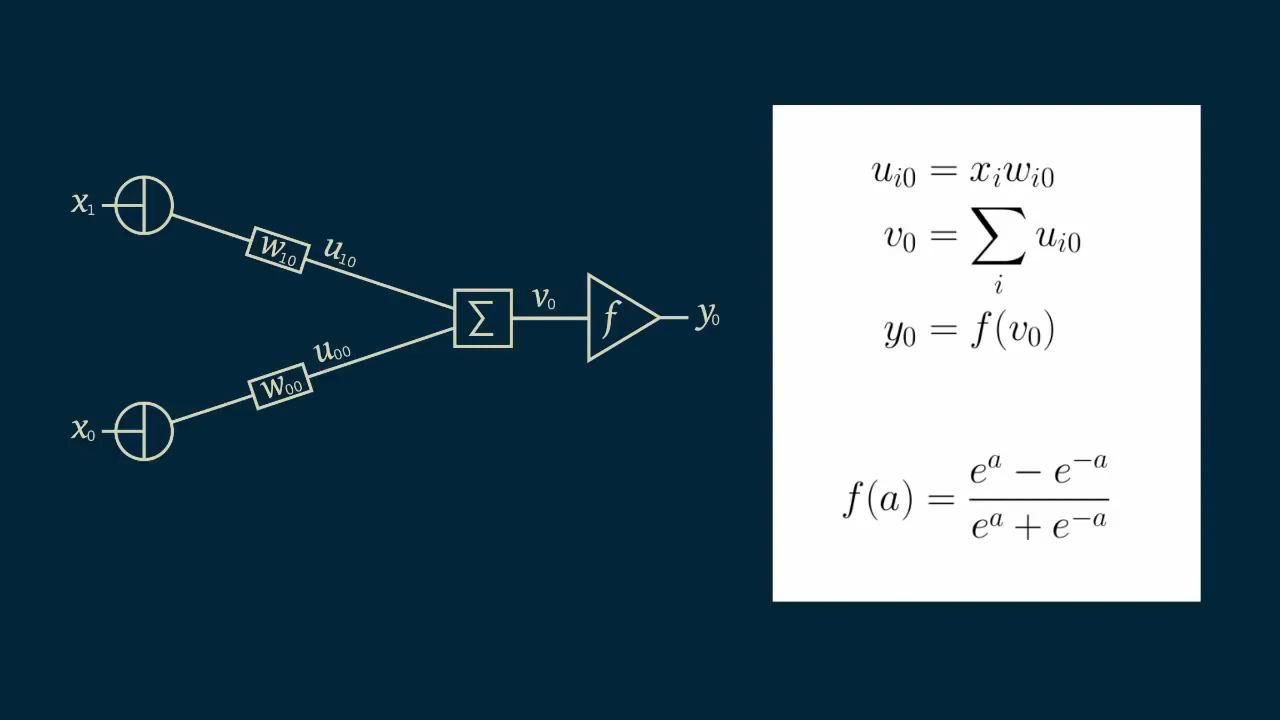 x₁
w₁₀
u₁₀
x₀
w₀₀
u₀₀
Σ
v₀
f
y₀
u_{i0} = x_i w_{i0}
v₀ = ∑_i u_{i0}
y₀ = f(v₀)
f(a) = \frac{e^a − e^{−a}}{e^a + e^{−a}}